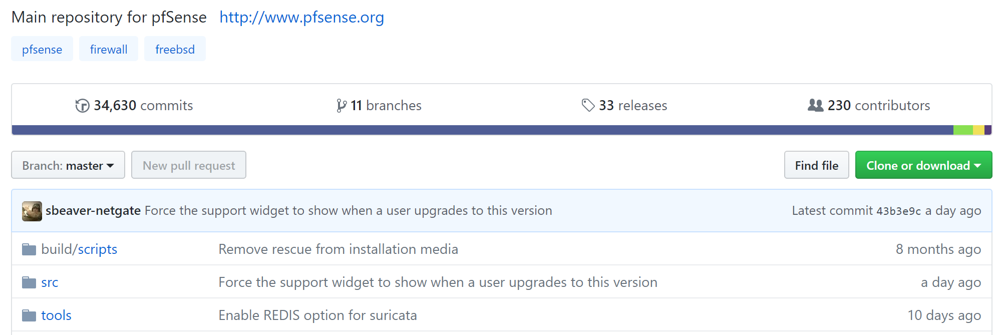 Main repository for pfSense http://www.pfsense.org
pfsense firewall freebsd
34,630 commits 11 branches 33 releases 230 contributors
Branch: master New pull request Find file Clone or download
sbeaver-netgate Force the support widget to show when a user upgrades to this version Latest commit 43b3e9c a day ago
build/scripts Remove rescue from installation media 8 months ago
src Force the support widget to show when a user upgrades to this version a day ago
tools Enable REDIS option for suricata 10 days ago